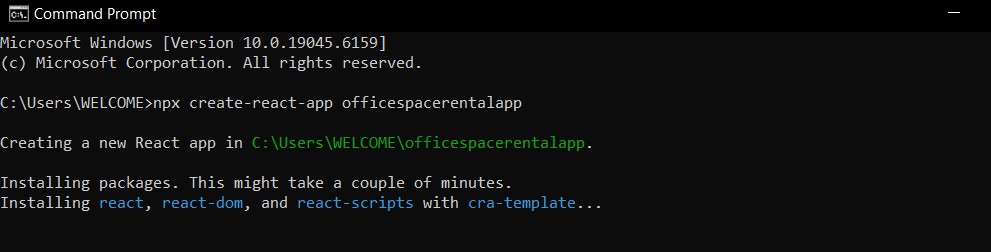 Command Prompt
Microsoft Windows [Version 10.0.19045.6159]
(c) Microsoft Corporation. All rights reserved.
C:\Users\WELCOME>npx create-react-app officespacerentalapp
Creating a new React app in C:\Users\WELCOME\officespacerentalapp.
Installing packages. This might take a couple of minutes.
Installing react, react-dom, and react-scripts with cra-template...